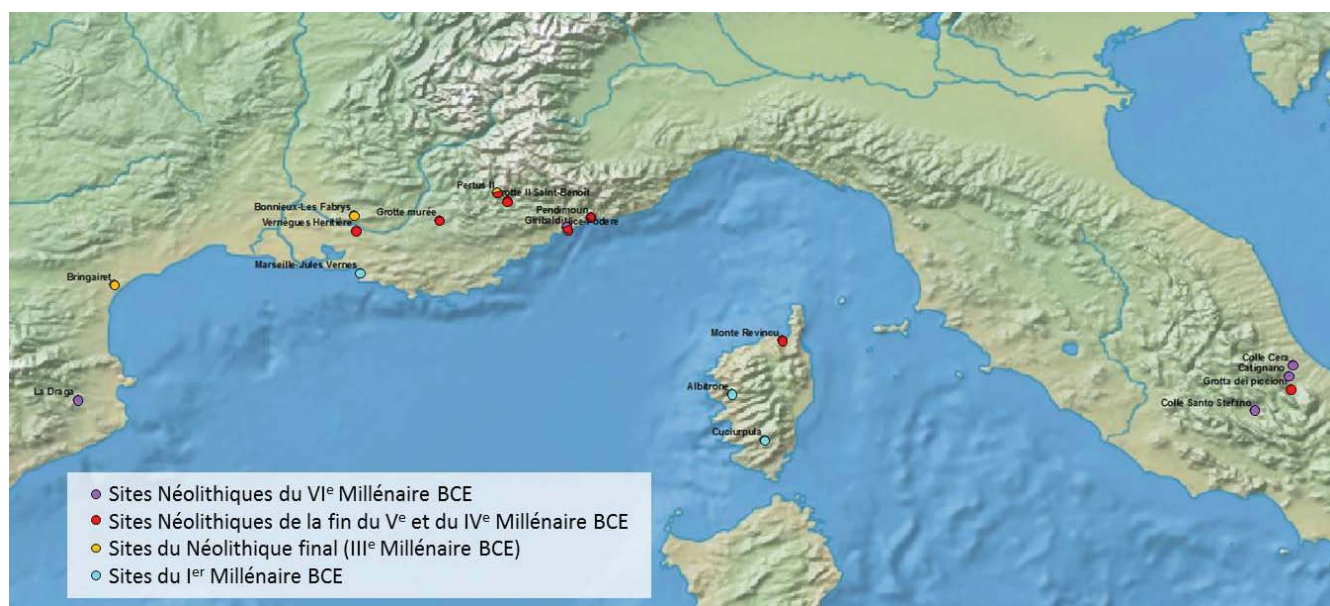 Pertus II
Grotte II Saint-Benoît
Bonnieux-Les Fabrys
Grotte murée
Pendimoun
Vernègues Heritière
Giribaldi
Marseille-Jules Vernes
Bringairet
Monte Revincu
Colle Cera
Catignano
Grotta dei piccioni
La Draga
Albitrone
Colle Santo Stefano
Cuciurpula
Sites Néolithiques du VIe Millénaire BCE
Sites Néolithiques de la fin du Ve et du IVe Millénaire BCE
Sites du Néolithique final (IIIe Millénaire BCE)
Sites du Ier Millénaire BCE